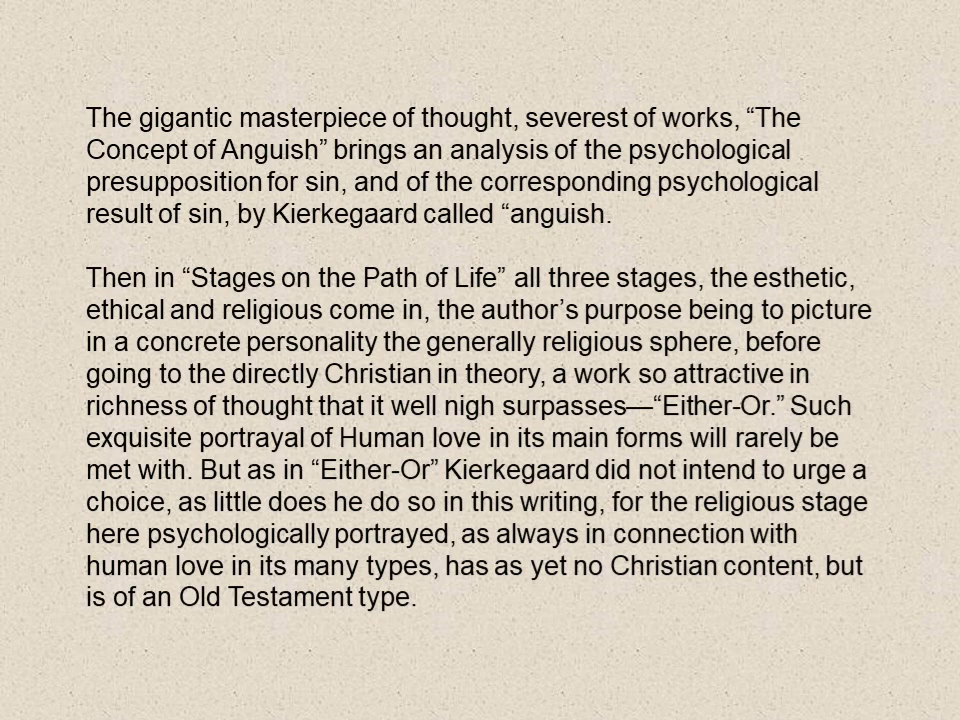 The gigantic masterpiece of thought, severest of works, “The
Concept of Anguish” brings an analysis of the psychological
presupposition for sin, and of the corresponding psychological
result of sin, by Kierkegaard called “anguish.
Then in “Stages on the Path of Life” all three stages, the esthetic,
ethical and religious come in, the author’s purpose being to picture
in a concrete personality the generally religious sphere, before
going to the directly Christian in theory, a work so attractive in
richness of thought that it well nigh surpasses—“Either-Or.” Such
exquisite portrayal of Human love in its main forms will rarely be
met with. But as in “Either-Or” Kierkegaard did not intend to urge a
choice, as little does he do so in this writing, for the religious stage
here psychologically portrayed, as always in connection with
human love in its many types, has as yet no Christian content, but
is of an Old Testament type.